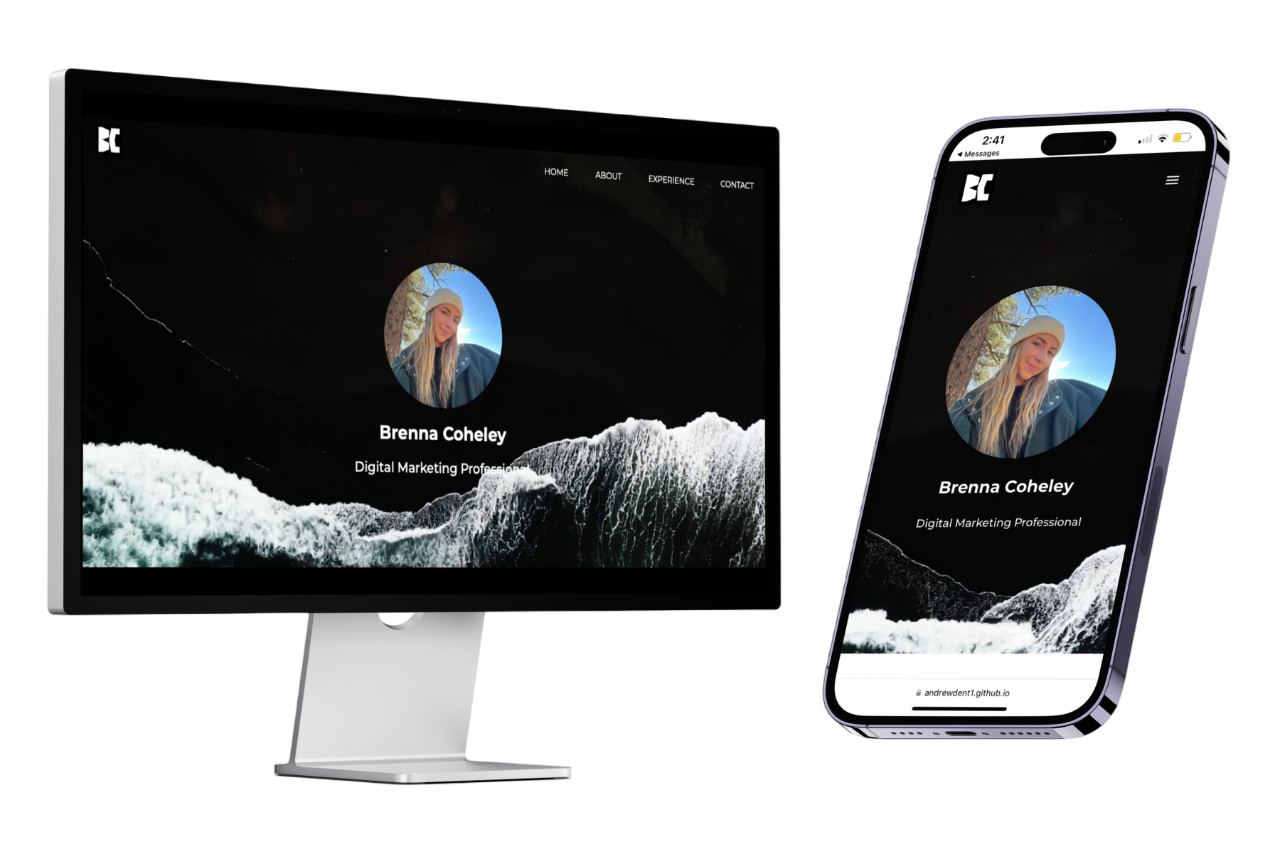 BC
HOME ABOUT EXPERIENCE CONTACT
Brenna Coheley
Digital Marketing Professional
2:41
◀ Messages
BC
Brenna Coheley
Digital Marketing Professional
andrewdent1.github.io